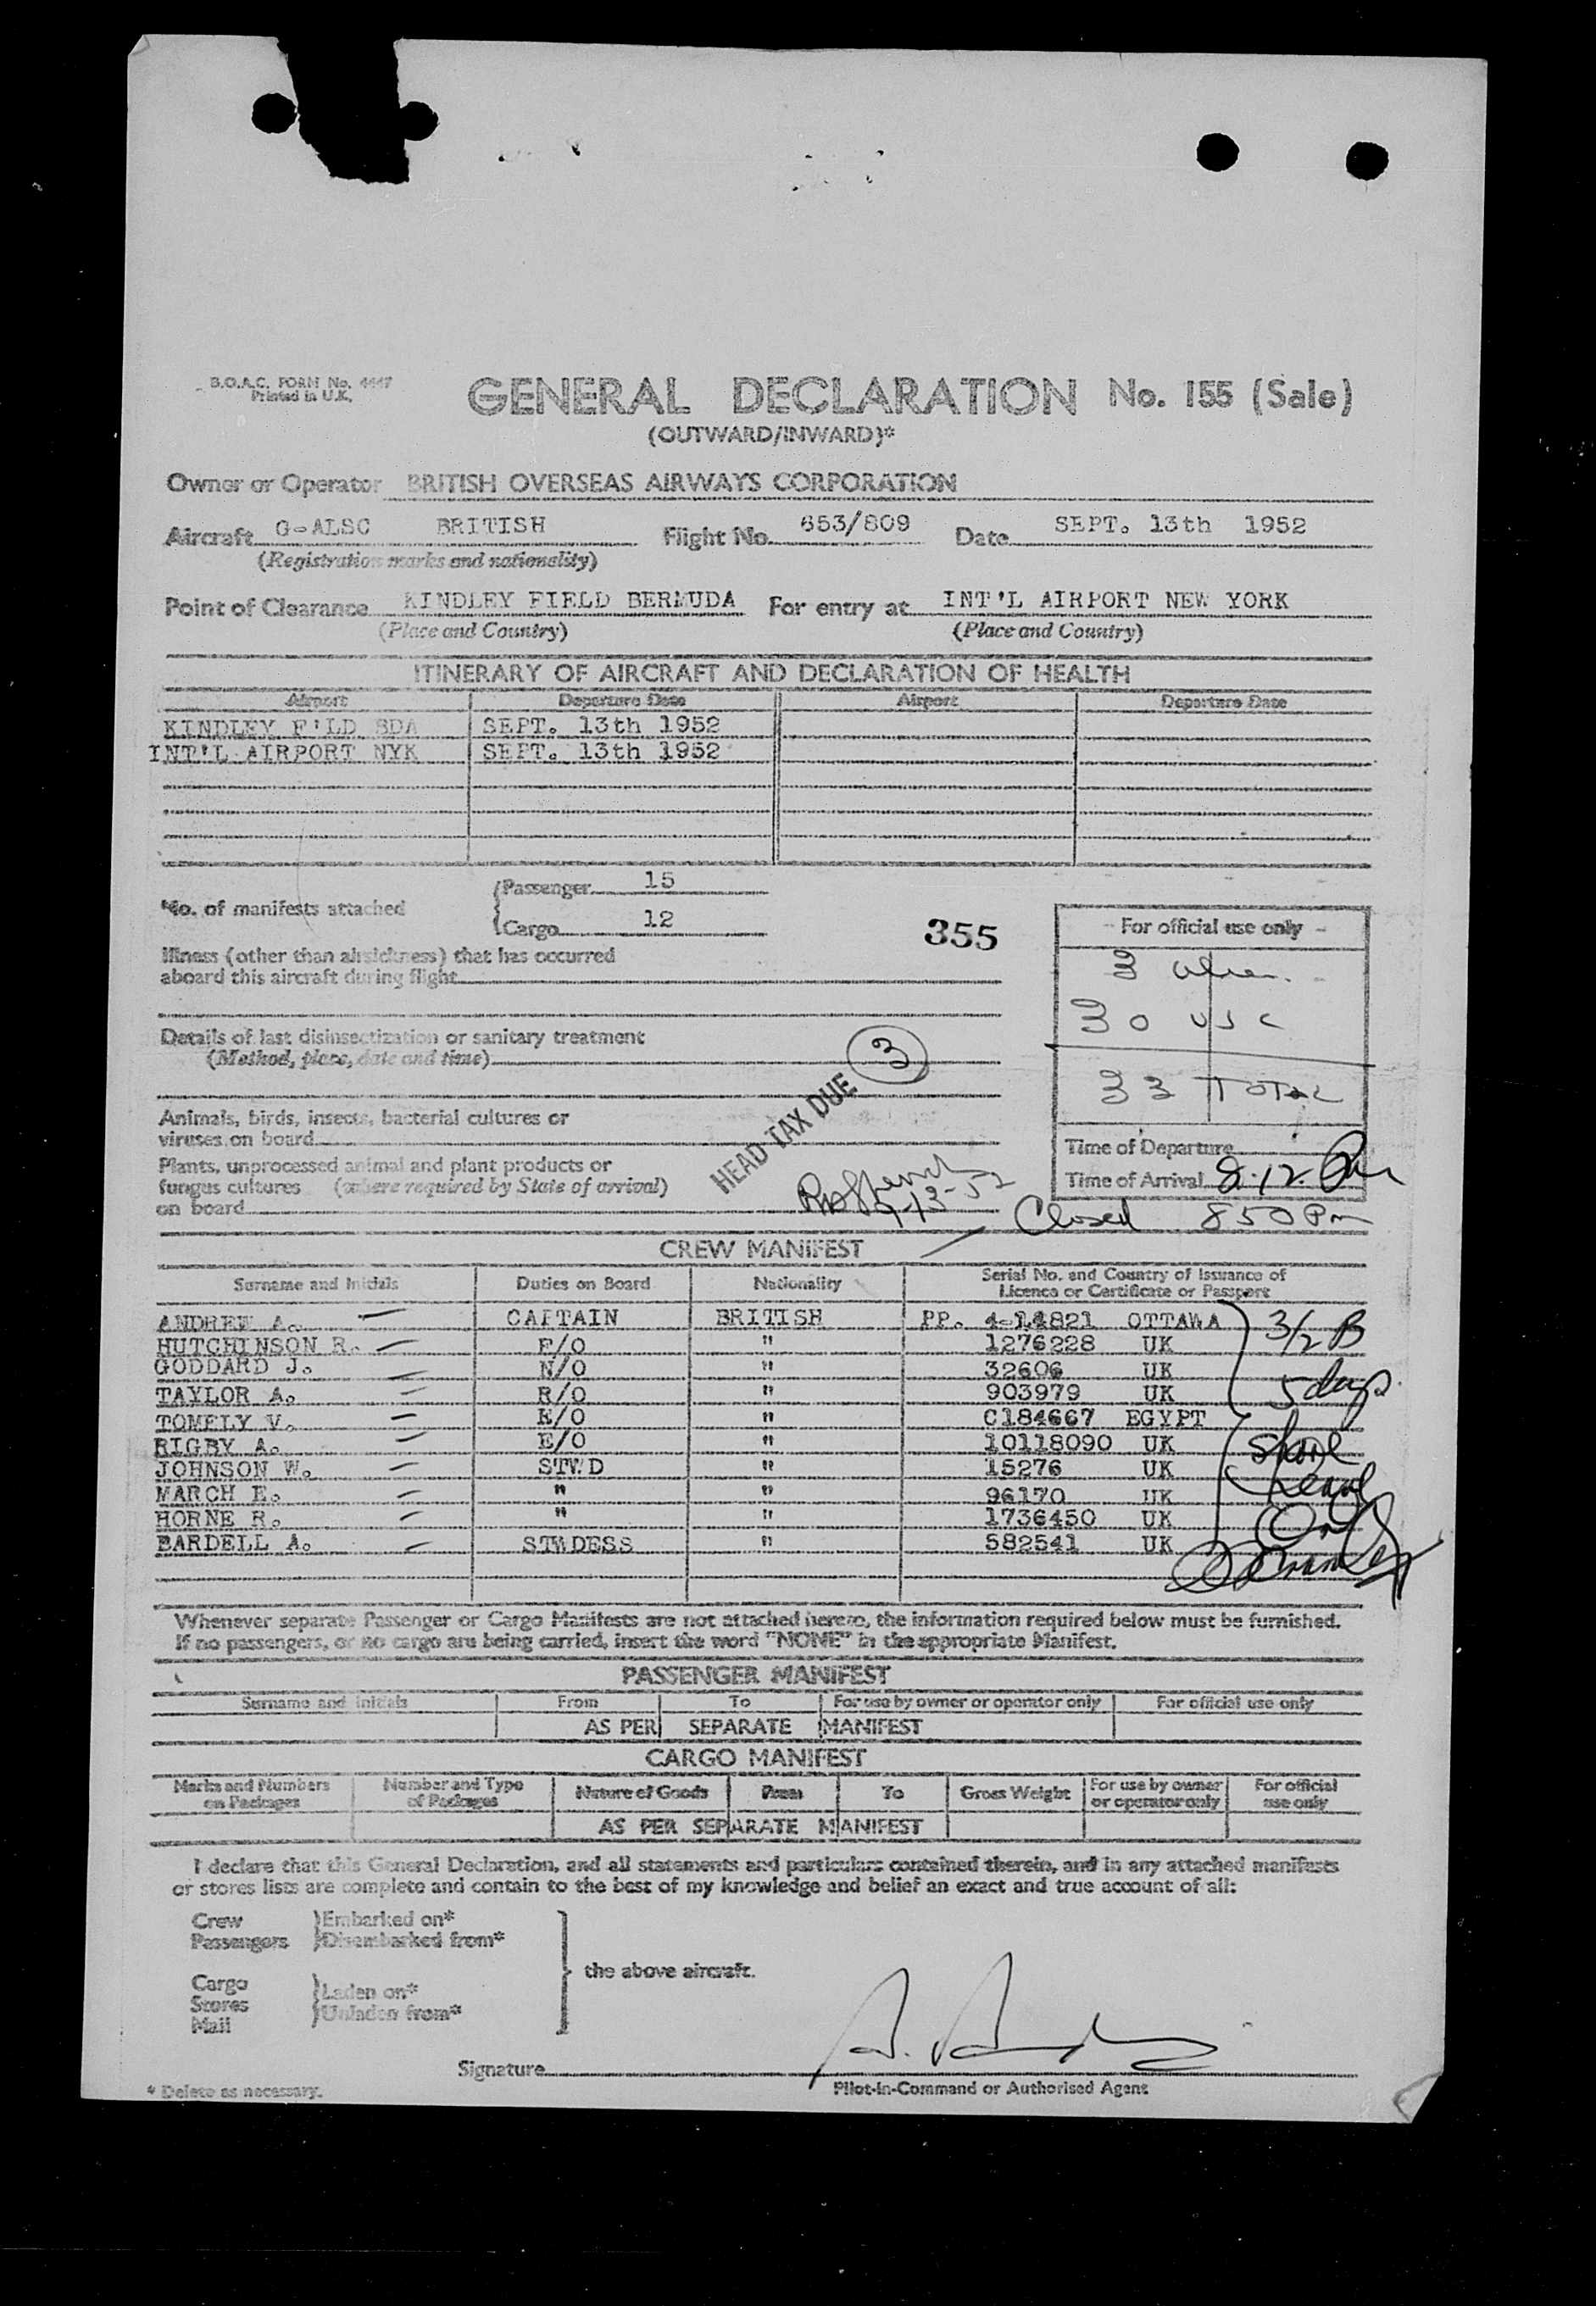 B.O.A.C. FORM No. 4447
Printed in U.K.
GENERAL DECLARATION No. 155 (Sale)
(OUTWARD/INWARD)*
Owner or Operator BRITISH OVERSEAS AIRWAYS CORPORATION
Aircraft G-ALSC BRITISH Flight No. 653/809 Date SEPT. 13th 1952
(Registration marks and nationality)
Point of Clearance KINDLEY FIELD BERMUDA For entry at INT'L AIRPORT NEW YORK
(Place and Country) (Place and Country)
ITINERARY OF AIRCRAFT AND DECLARATION OF HEALTH
Airport Departure Date Airport Departure Date
KINDLEY F'LD BDA SEPT. 13th 1952
INT'L AIRPORT NYK SEPT. 13th 1952
No. of manifests attached
Passenger 15
Cargo 12
355
For official use only
3 alien.
30 USC
33 TOTAL
Illness (other than airsickness) that has occurred
aboard this aircraft during flight
Details of last disinsectization or sanitary treatment
(Method, place, date and time)
3
HEAD TAX DUE
Animals, birds, insects, bacterial cultures or
viruses on board
Plants, unprocessed animal and plant products or
fungus cultures (where required by State of arrival)
on board
9-13-52
Time of Departure
Time of Arrival 8.12 Pm
Closed 850 Pm
CREW MANIFEST
Surname and Initials Duties on Board Nationality Serial No. and Country of Issuance of
Licence or Certificate or Passport
ANDREW A. CAPTAIN BRITISH PP. 4-14821 OTTAWA
HUTCHINSON R. F/O " 1276228 UK
GODDARD J. N/O " 32606 UK
TAYLOR A. R/O " 903979 UK
TOMELY V. E/O " C184667 EGYPT
RIGBY A. E/O " 10118090 UK
JOHNSON W. STW.D " 15276 UK
MARCH E. " " 96170 UK
HORNE R. " " 1736450 UK
BARDELL A. STWDESS " 582541 UK
3/2 B
5 days
Shore
Leave
Only
Whenever separate Passenger or Cargo Manifests are not attached hereto, the information required below must be furnished.
If no passengers, or no cargo are being carried, insert the word "NONE" in the appropriate Manifest.
PASSENGER MANIFEST
Surname and Initials From To For use by owner or operator only For official use only
AS PER SEPARATE MANIFEST
CARGO MANIFEST
Marks and Numbers on Packages Number and Type of Packages Nature of Goods From To Gross Weight For use by owner or operator only For official use only
AS PER SEPARATE MANIFEST
I declare that this General Declaration, and all statements and particulars contained therein, and in any attached manifests
or stores lists are complete and contain to the best of my knowledge and belief an exact and true account of all:
Crew Embarked on*
Passengers Disembarked from*
the above aircraft.
Cargo
Stores Laden on*
Mail Unladen from*
Signature
* Delete as necessary.
Pilot-in-Command or Authorised Agent